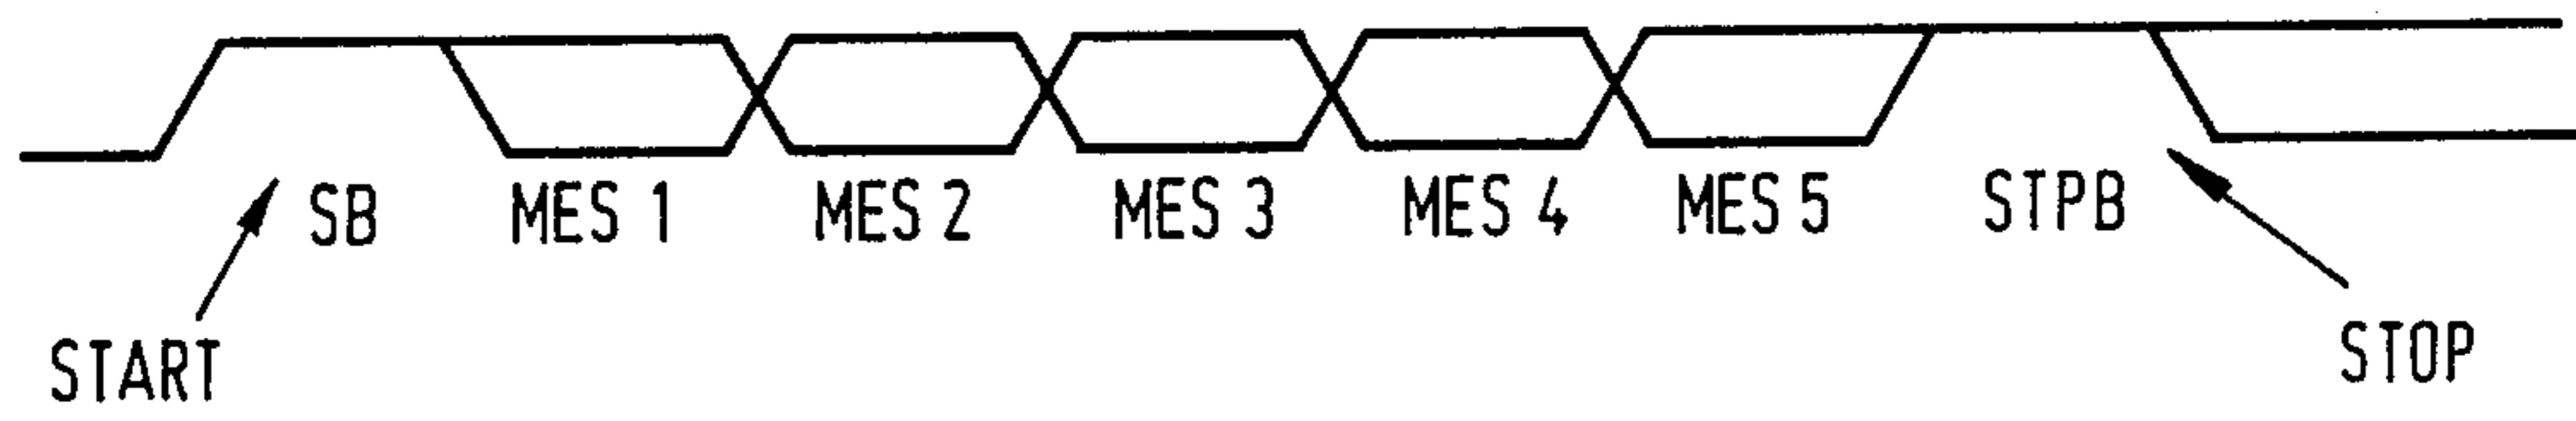 SB MES 1 MES 2 MES 3 MES 4 MES 5 STPB
START STOP